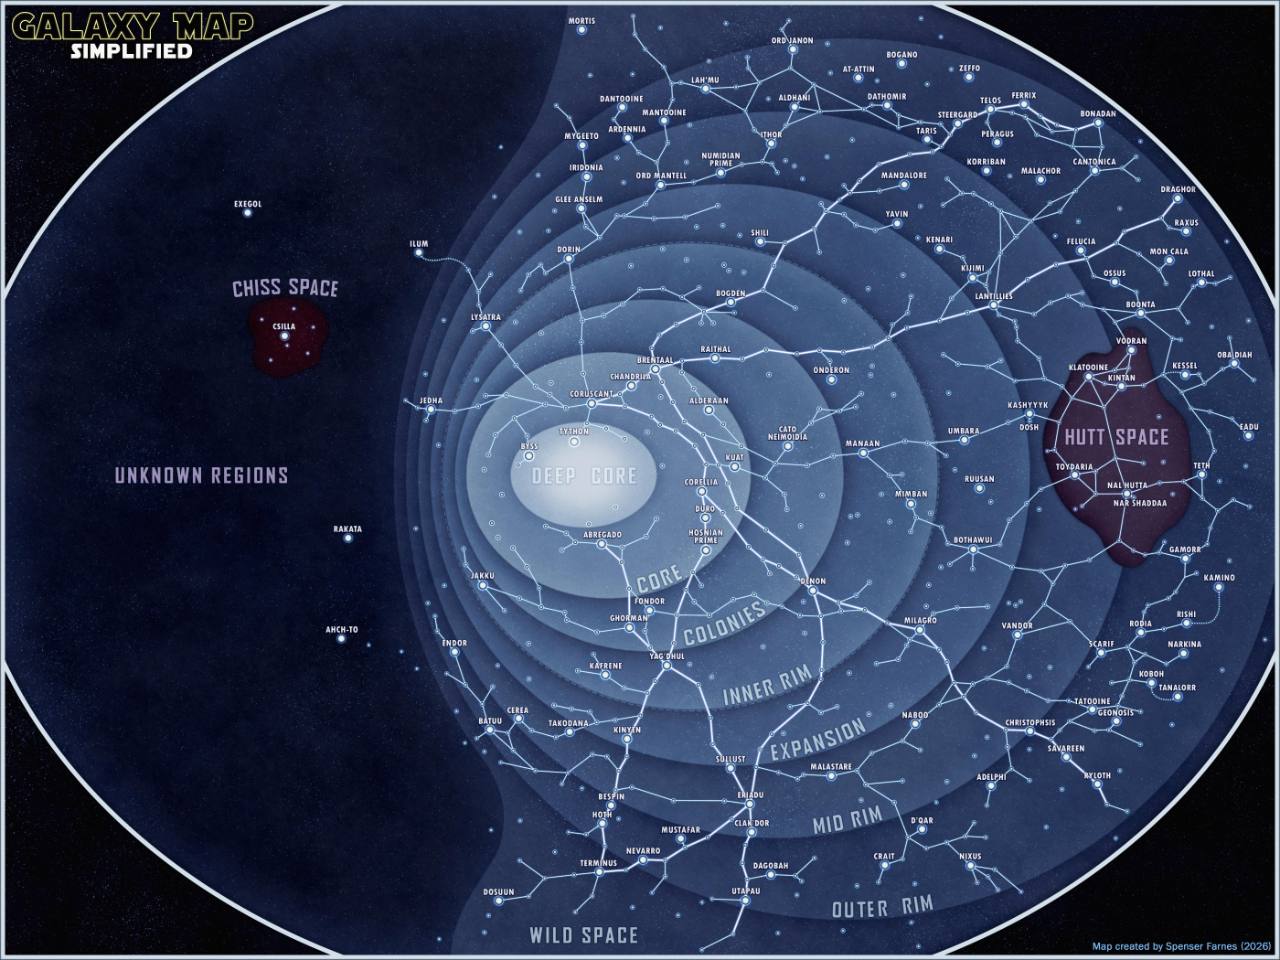 GALAXY MAP
SIMPLIFIED
MORTIS
ORD JANON
BOGANO
AT-ATTIN
ZEFFO
LAH'MU
DANTOOINE
MANTOOINE
ALDHANI
DATHOMIR
TELOS
FERRIX
STEERGARD
BONADAN
MYGEETO
ARDENNIA
ITHOR
TARIS
PERAGUS
IRIDONIA
NUMIDIAN
PRIME
ORD MANTELL
MANDALORE
KORRIBAN
MALACHOR
CANTONICA
DRAGHOR
EXEGOL
GLEE ANSELM
YAVIN
RAXUS
ILUM
DORIN
SHILI
KENARI
FELUCIA
MON CALA
CHISS SPACE
KIJIMI
OSSUS
LOTHAL
BOGDEN
LANTILLIES
BOONTA
CSILLA
LYSATRA
VODRAN
BRENTAAL
RAITHAL
ONDERON
KLATOOINE
KINTAN
KESSEL
OBA DIAH
CHANDRILA
CORUSCANT
JEDHA
ALDERAAN
KASHYYYK
DOSH
TYTHON
BYSS
CATO
NEIMOIDIA
MANAAN
UMBARA
HUTT SPACE
EADU
UNKNOWN REGIONS
DEEP CORE
KUAT
TOYDARIA
TETH
CORELLIA
MIMBAN
RUUSAN
NAL HUTTA
NAR SHADDAA
DURO
RAKATA
ABREGADO
HOSNIAN
PRIME
BOTHAWUI
GAMORR
JAKKU
CORE
DENON
KAMINO
FONDOR
GHORMAN
COLONIES
MILAGRO
VANDOR
RODIA
RISHI
AHCH-TO
ENDOR
YAG'DHUL
SCARIF
NARKINA
KAFRENE
INNER RIM
KOBOH
TANALORR
CEREA
BATUU
TAKODANA
KINYEN
EXPANSION
NABOO
TATOOINE
GEONOSIS
CHRISTOPHSIS
SAVAREEN
SULLUST
MALASTARE
ADELPHI
RYLOTH
BESPIN
HOTH
ERIADU
CLAK'DOR
MID RIM
D'QAR
MUSTAFAR
NEVARRO
TERMINUS
DAGOBAH
CRAIT
NIXUS
DOSUUN
UTAPAU
OUTER RIM
WILD SPACE
Map created by Spenser Farnes (2026)